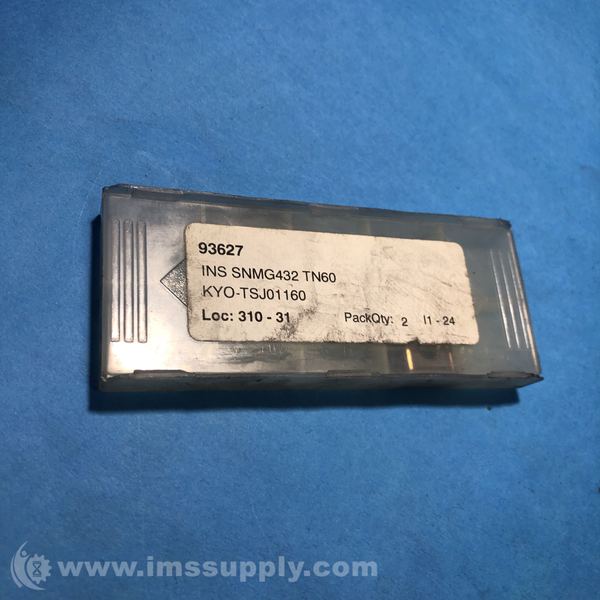 93627
INS SNMG432 TN60
KYO-TSJ01160
Loc: 310 - 31 PackQty: 2 I1 - 24
www.imssupply.com